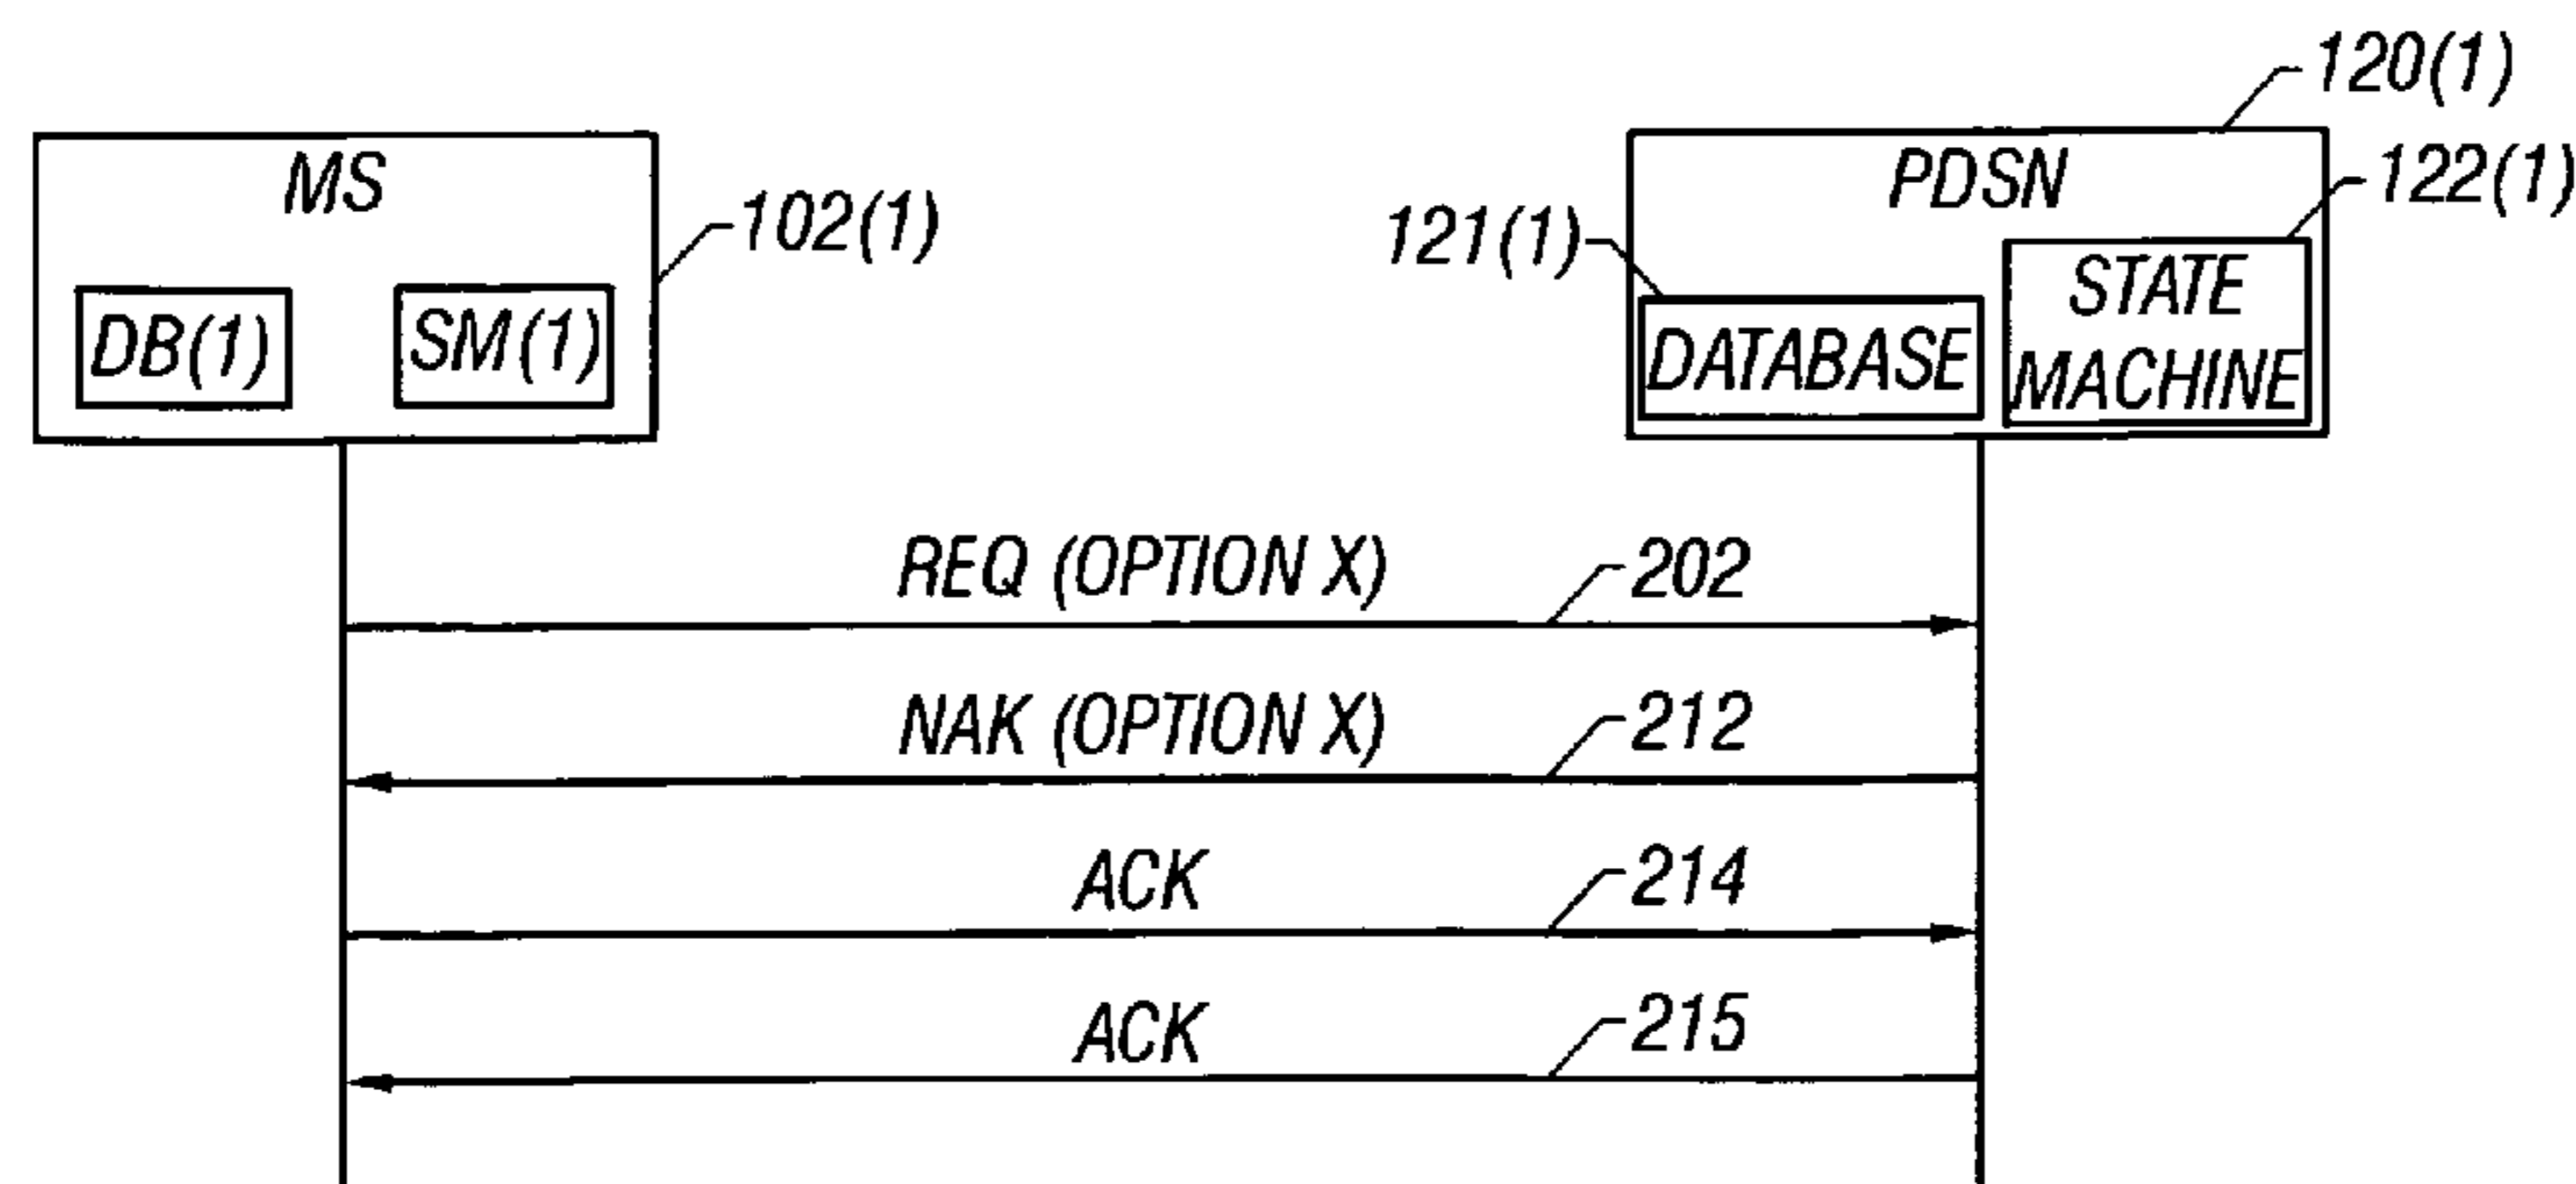 120(1)
MS
PDSN
122(1)
102(1)
121(1)
STATE
MACHINE
DB(1)
SM(1)
DATABASE
REQ (OPTION X)
202
NAK (OPTION X)
212
ACK
214
ACK
215